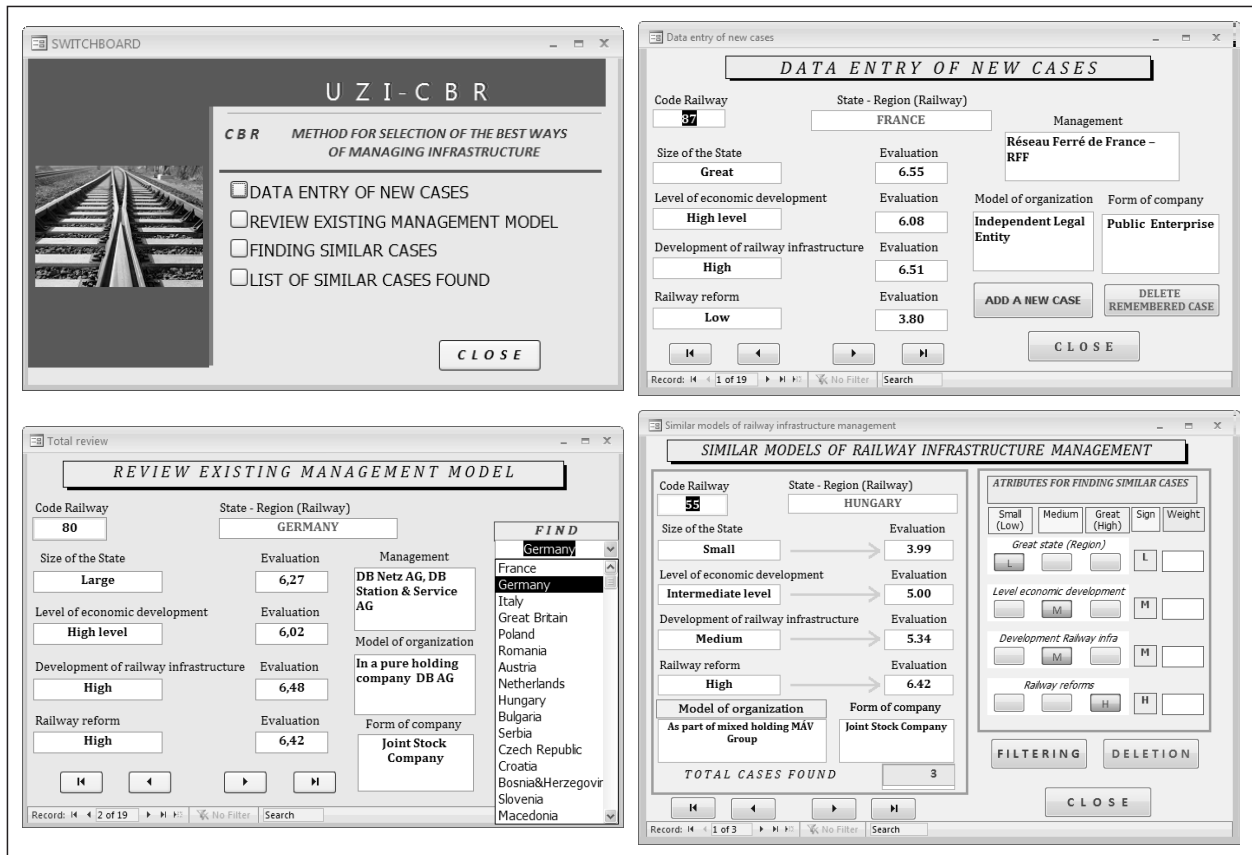 SWITCHBOARD
UZI-CBR
CBR METHOD FOR SELECTION OF THE BEST WAYS
OF MANAGING INFRASTRUCTURE
DATA ENTRY OF NEW CASES
REVIEW EXISTING MANAGEMENT MODEL
FINDING SIMILAR CASES
LIST OF SIMILAR CASES FOUND
CLOSE
Data entry of new cases
DATA ENTRY OF NEW CASES
Code Railway State - Region (Railway)
87 FRANCE
Management
Réseau Ferré de France –
RFF
Size of the State Evaluation
Great 6.55
Level of economic development Evaluation
High level 6.08
Model of organization Form of company
Independent Legal
Entity
Public Enterprise
Development of railway infrastructure Evaluation
High 6.51
Railway reform Evaluation
Low 3.80
ADD A NEW CASE
DELETE
REMEMBERED CASE
CLOSE
Record: 1 of 19 No Filter Search
Total review
REVIEW EXISTING MANAGEMENT MODEL
Code Railway State - Region (Railway)
80 GERMANY
FIND
Germany
France
Germany
Italy
Great Britain
Poland
Romania
Austria
Netherlands
Hungary
Bulgaria
Serbia
Czech Republic
Croatia
Bosnia&Herzegovir
Slovenia
Macedonia
Size of the State Evaluation
Large 6,27
Management
DB Netz AG, DB
Station & Service
AG
Level of economic development Evaluation
High level 6,02
Model of organization
In a pure holding
company DB AG
Development of railway infrastructure Evaluation
High 6,48
Railway reform Evaluation
High 6,42
Form of company
Joint Stock
Company
Record: 2 of 19 No Filter Search
Similar models of railway infrastructure management
SIMILAR MODELS OF RAILWAY INFRASTRUCTURE MANAGEMENT
Code Railway State - Region (Railway)
55 HUNGARY
Size of the State Evaluation
Small 3.99
Level of economic development Evaluation
Intermediate level 5.00
Development of railway infrastructure Evaluation
Medium 5.34
Railway reform Evaluation
High 6.42
Model of organization Form of company
As part of mixed holding MÁV
Group
Joint Stock Company
TOTAL CASES FOUND 3
ATRIBUTES FOR FINDING SIMILAR CASES
Small
(Low)
Medium
Great
(High)
Sign
Weight
Great state (Region)
L L
Level economic development
M M
Development Railway infra
M M
Railway reforms
H H
FILTERING DELETION
CLOSE
Record: 1 of 3 No Filter Search